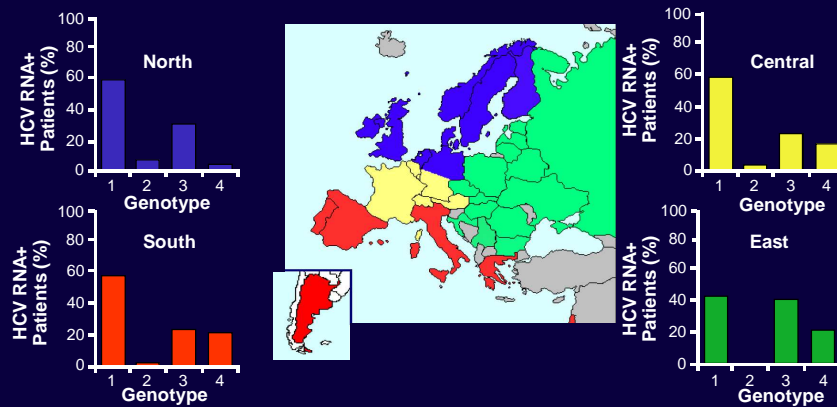 North
HCV RNA+
Patients (%)
100
80
60
40
20
0
1 2 3 4
Genotype
Central
HCV RNA+
Patients (%)
100
80
60
40
20
0
1 2 3 4
Genotype
South
HCV RNA+
Patients (%)
100
80
60
40
20
0
1 2 3 4
Genotype
East
HCV RNA+
Patients (%)
100
80
60
40
20
0
1 2 3 4
Genotype